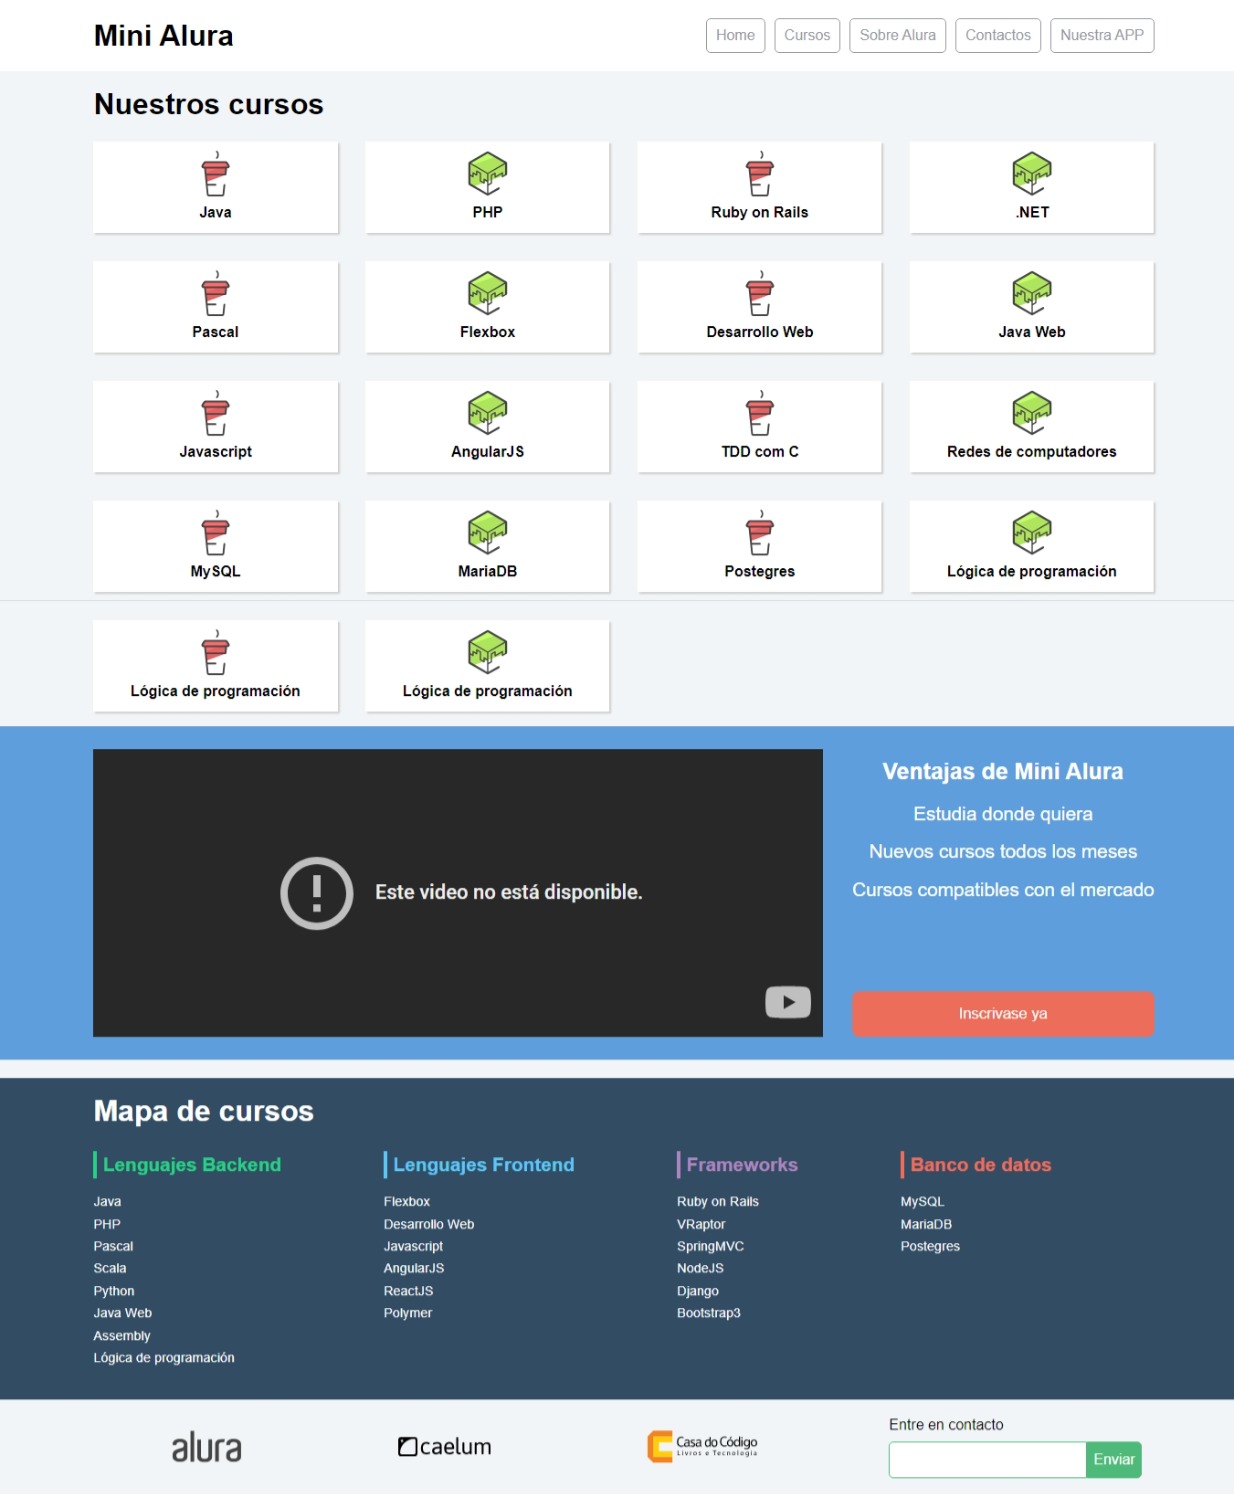 Mini Alura
Home Cursos Sobre Alura Contactos Nuestra APP
Nuestros cursos
Java PHP Ruby on Rails .NET
Pascal Flexbox Desarrollo Web Java Web
Javascript AngularJS TDD com C Redes de computadores
MySQL MariaDB Postegres Lógica de programación
Lógica de programación Lógica de programación
Este video no está disponible.
Ventajas de Mini Alura
Estudia donde quiera
Nuevos cursos todos los meses
Cursos compatibles con el mercado
Inscrivase ya
Mapa de cursos
Lenguajes Backend
Java
PHP
Pascal
Scala
Python
Java Web
Assembly
Lógica de programación
Lenguajes Frontend
Flexbox
Desarrollo Web
Javascript
AngularJS
ReactJS
Polymer
Frameworks
Ruby on Rails
VRaptor
SpringMVC
NodeJS
Django
Bootstrap3
Banco de datos
MySQL
MariaDB
Postegres
alura
caelum
Casa do Código
Livros e Tecnologia
Entre en contacto
Enviar